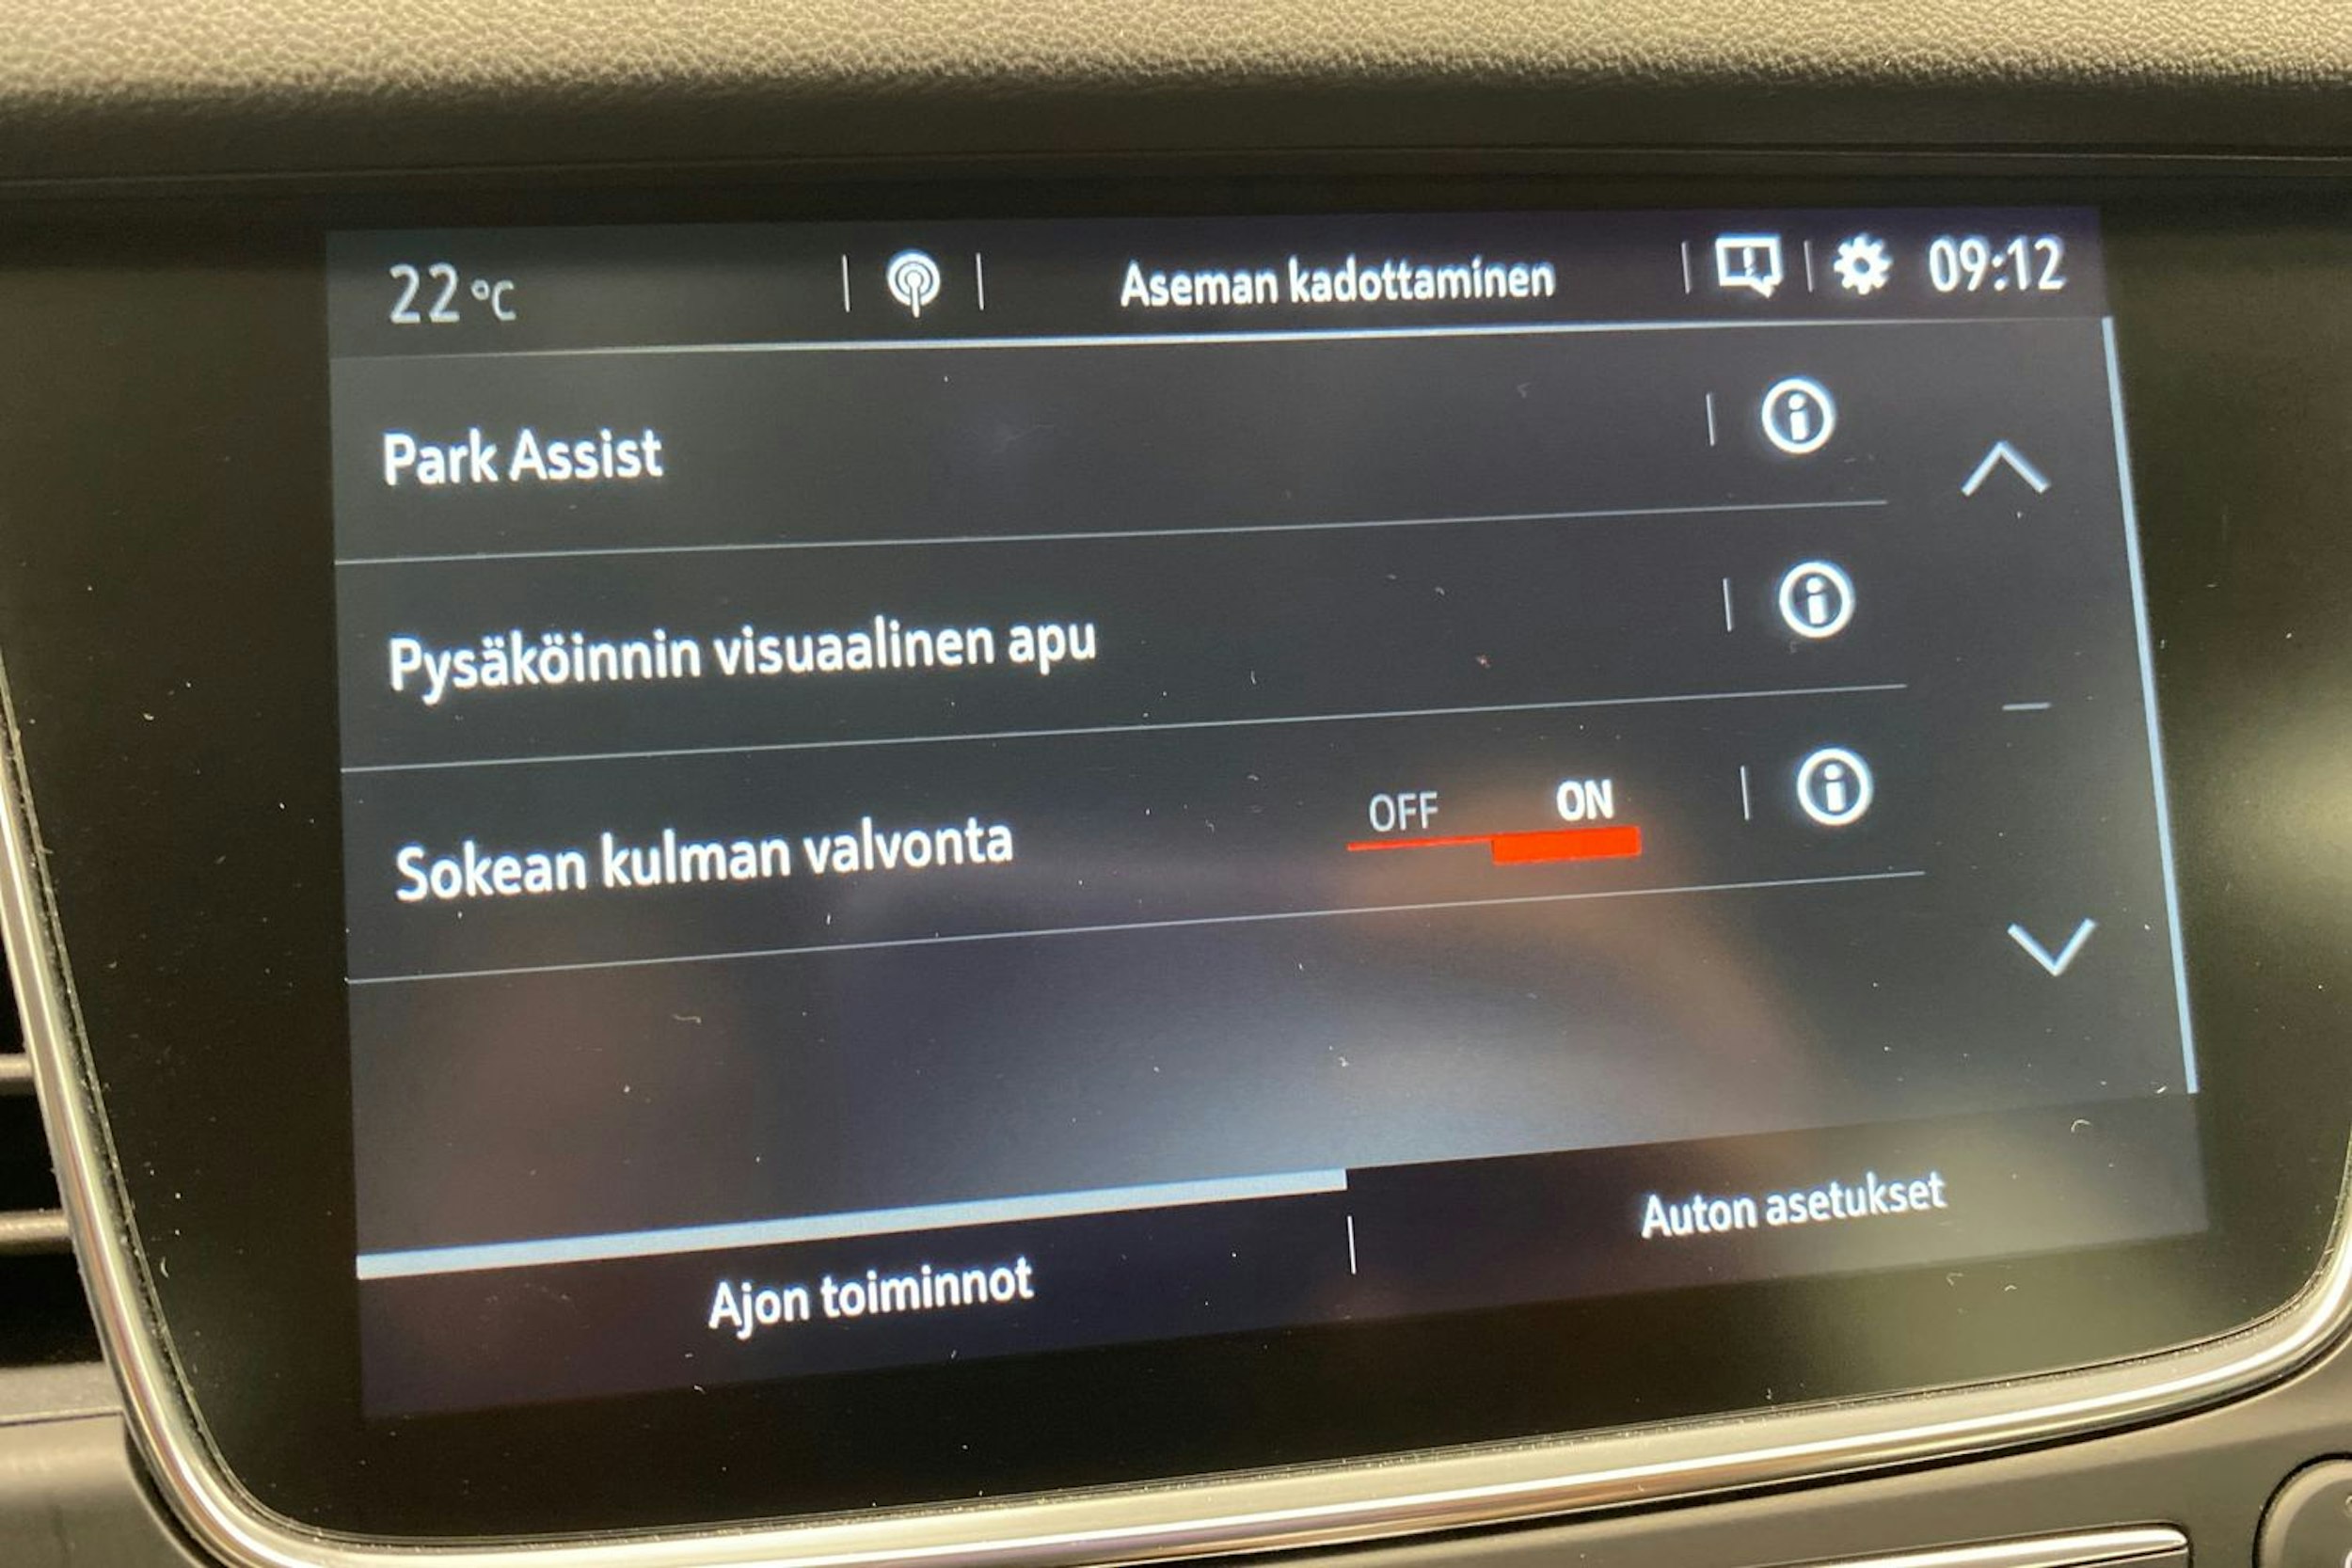 22 °C Aseman kadottaminen 09:12
Park Assist
Pysäköinnin visuaalinen apu
Sokean kulman valvonta OFF ON
Ajon toiminnot Auton asetukset